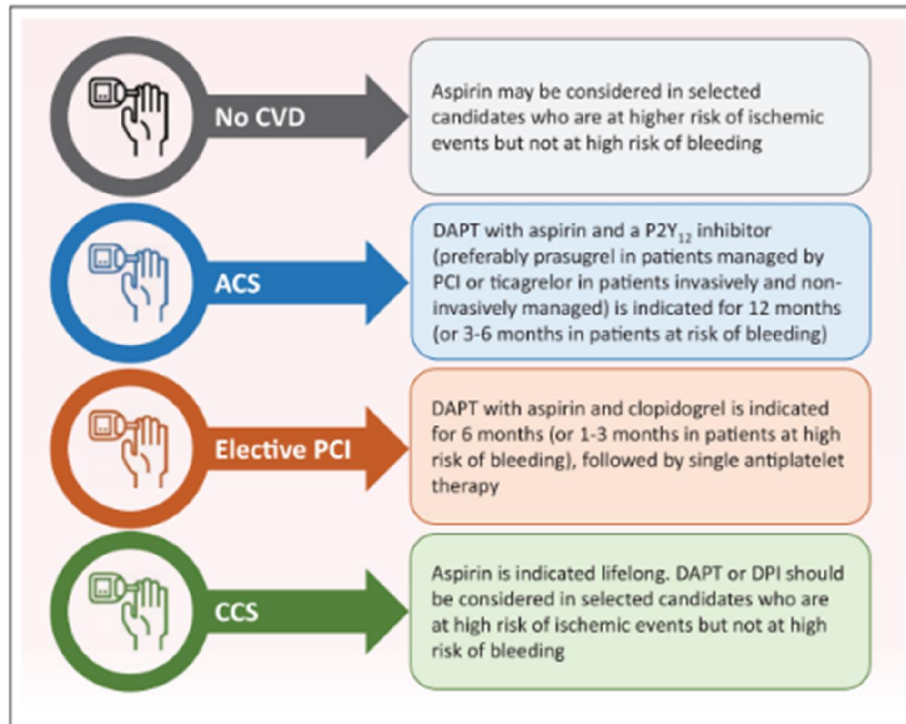 No CVD
Aspirin may be considered in selected
candidates who are at higher risk of ischemic
events but not at high risk of bleeding
ACS
DAPT with aspirin and a P2Y₁₂ inhibitor
(preferably prasugrel in patients managed by
PCI or ticagrelor in patients invasively and non-
invasively managed) is indicated for 12 months
(or 3-6 months in patients at risk of bleeding)
Elective PCI
DAPT with aspirin and clopidogrel is indicated
for 6 months (or 1-3 months in patients at high
risk of bleeding), followed by single antiplatelet
therapy
CCS
Aspirin is indicated lifelong. DAPT or DPI should
be considered in selected candidates who are
at high risk of ischemic events but not at high
risk of bleeding